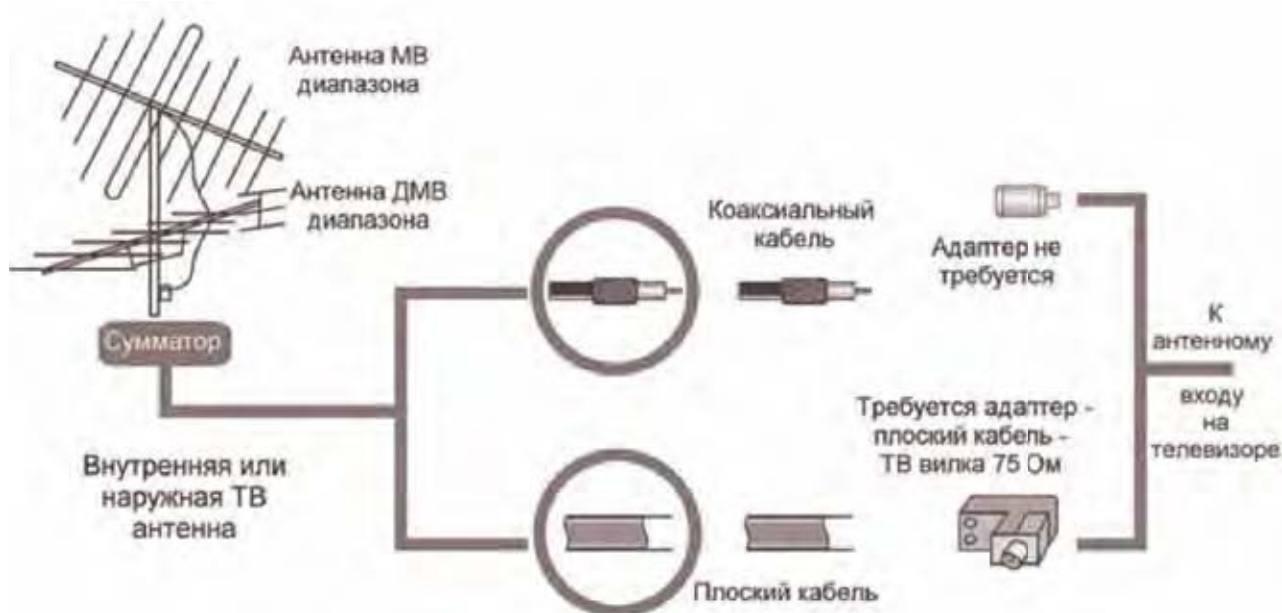 Антенна МВ
диапазона
Антенна ДМВ
диапазона
Сумматор
Внутренняя или
наружная ТВ
антенна
Коаксиальный
кабель
Плоский кабель
Адаптер не
требуется
Требуется адаптер -
плоский кабель -
ТВ вилка 75 Ом
К
антенному
входу
на
телевизоре